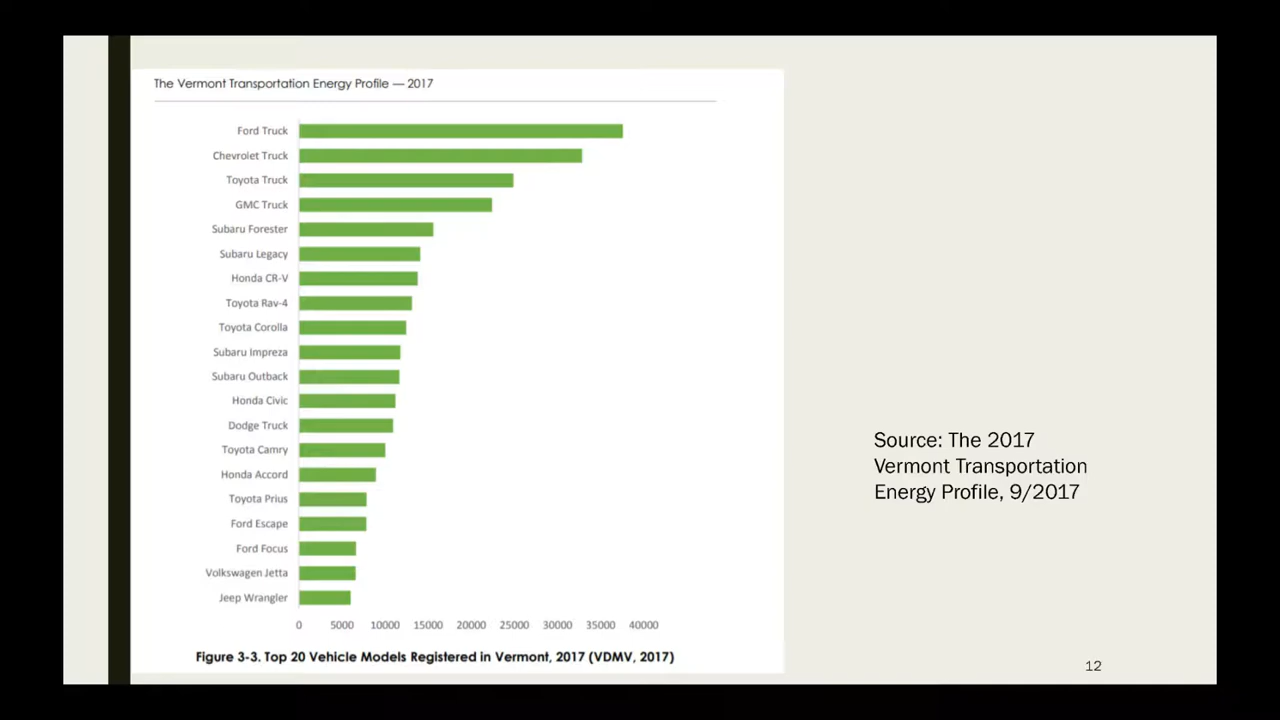 The Vermont Transportation Energy Profile — 2017
Ford Truck
Chevrolet Truck
Toyota Truck
GMC Truck
Subaru Forester
Subaru Legacy
Honda CR-V
Toyota Rav-4
Toyota Corolla
Subaru Impreza
Subaru Outback
Honda Civic
Dodge Truck
Toyota Camry
Honda Accord
Toyota Prius
Ford Escape
Ford Focus
Volkswagen Jetta
Jeep Wrangler
0 5000 10000 15000 20000 25000 30000 35000 40000
Figure 3-3. Top 20 Vehicle Models Registered in Vermont, 2017 (VDMV, 2017)
Source: The 2017
Vermont Transportation
Energy Profile, 9/2017
12